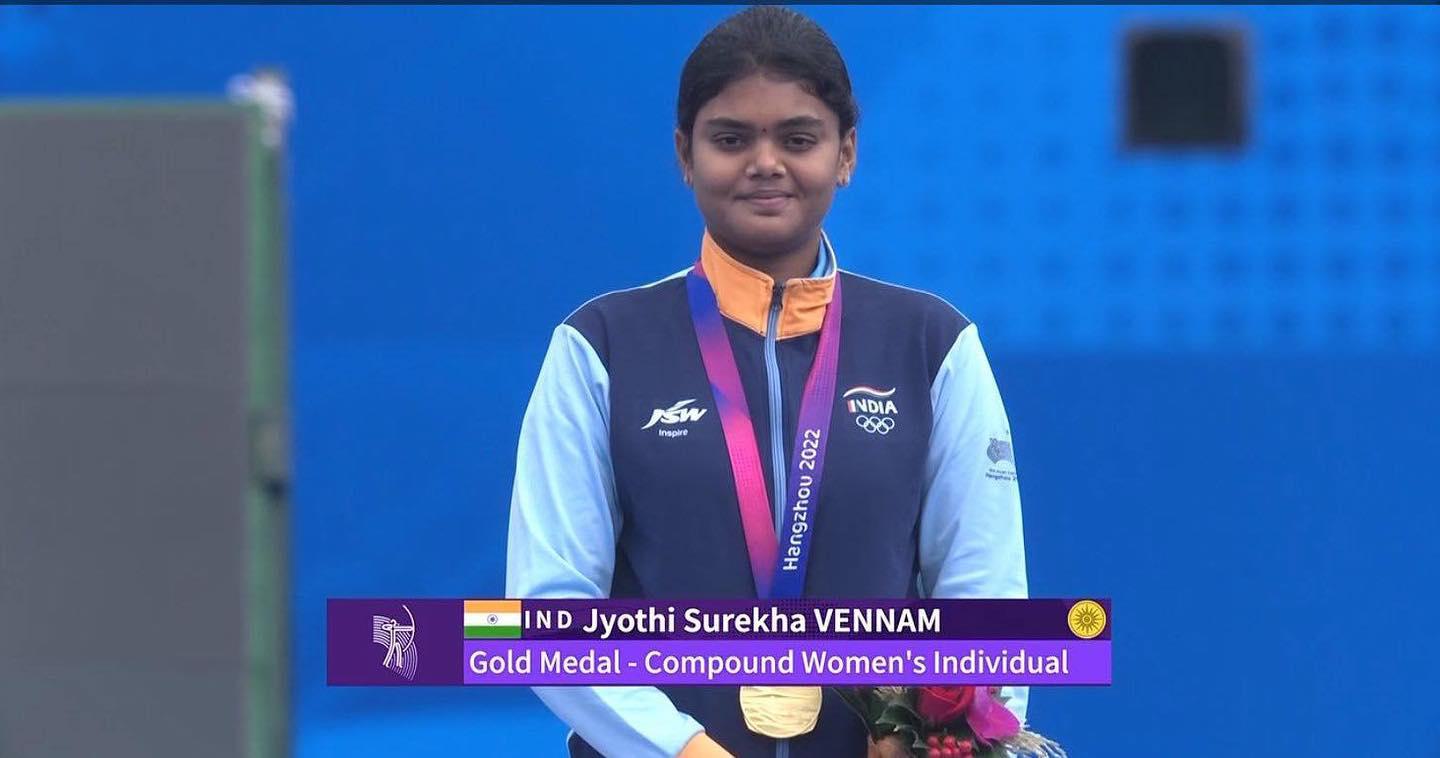 JSW
inspire
INDIA
Hangzhou 2022
IND Jyothi Surekha VENNAM
Gold Medal - Compound Women's Individual